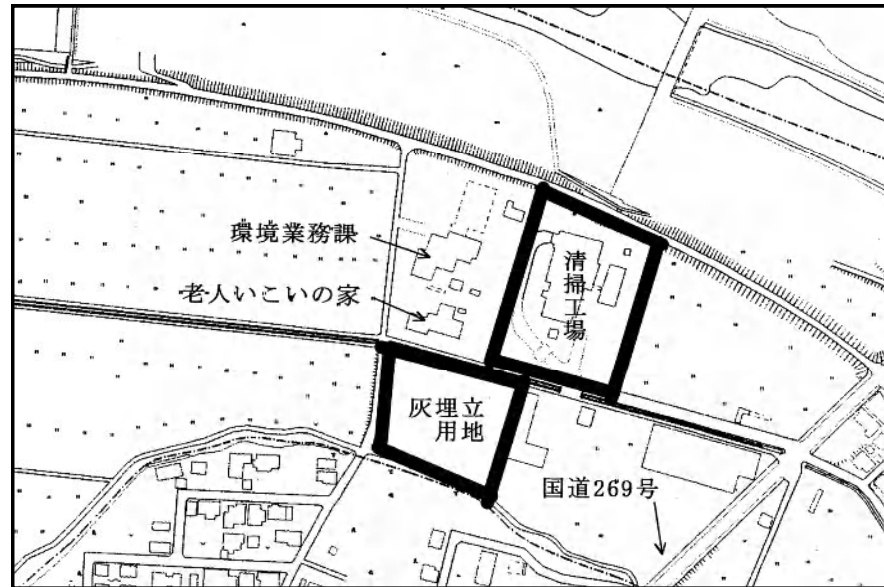 環境業務課
老人いこいの家
清掃工場
灰埋立
用地
国道269号